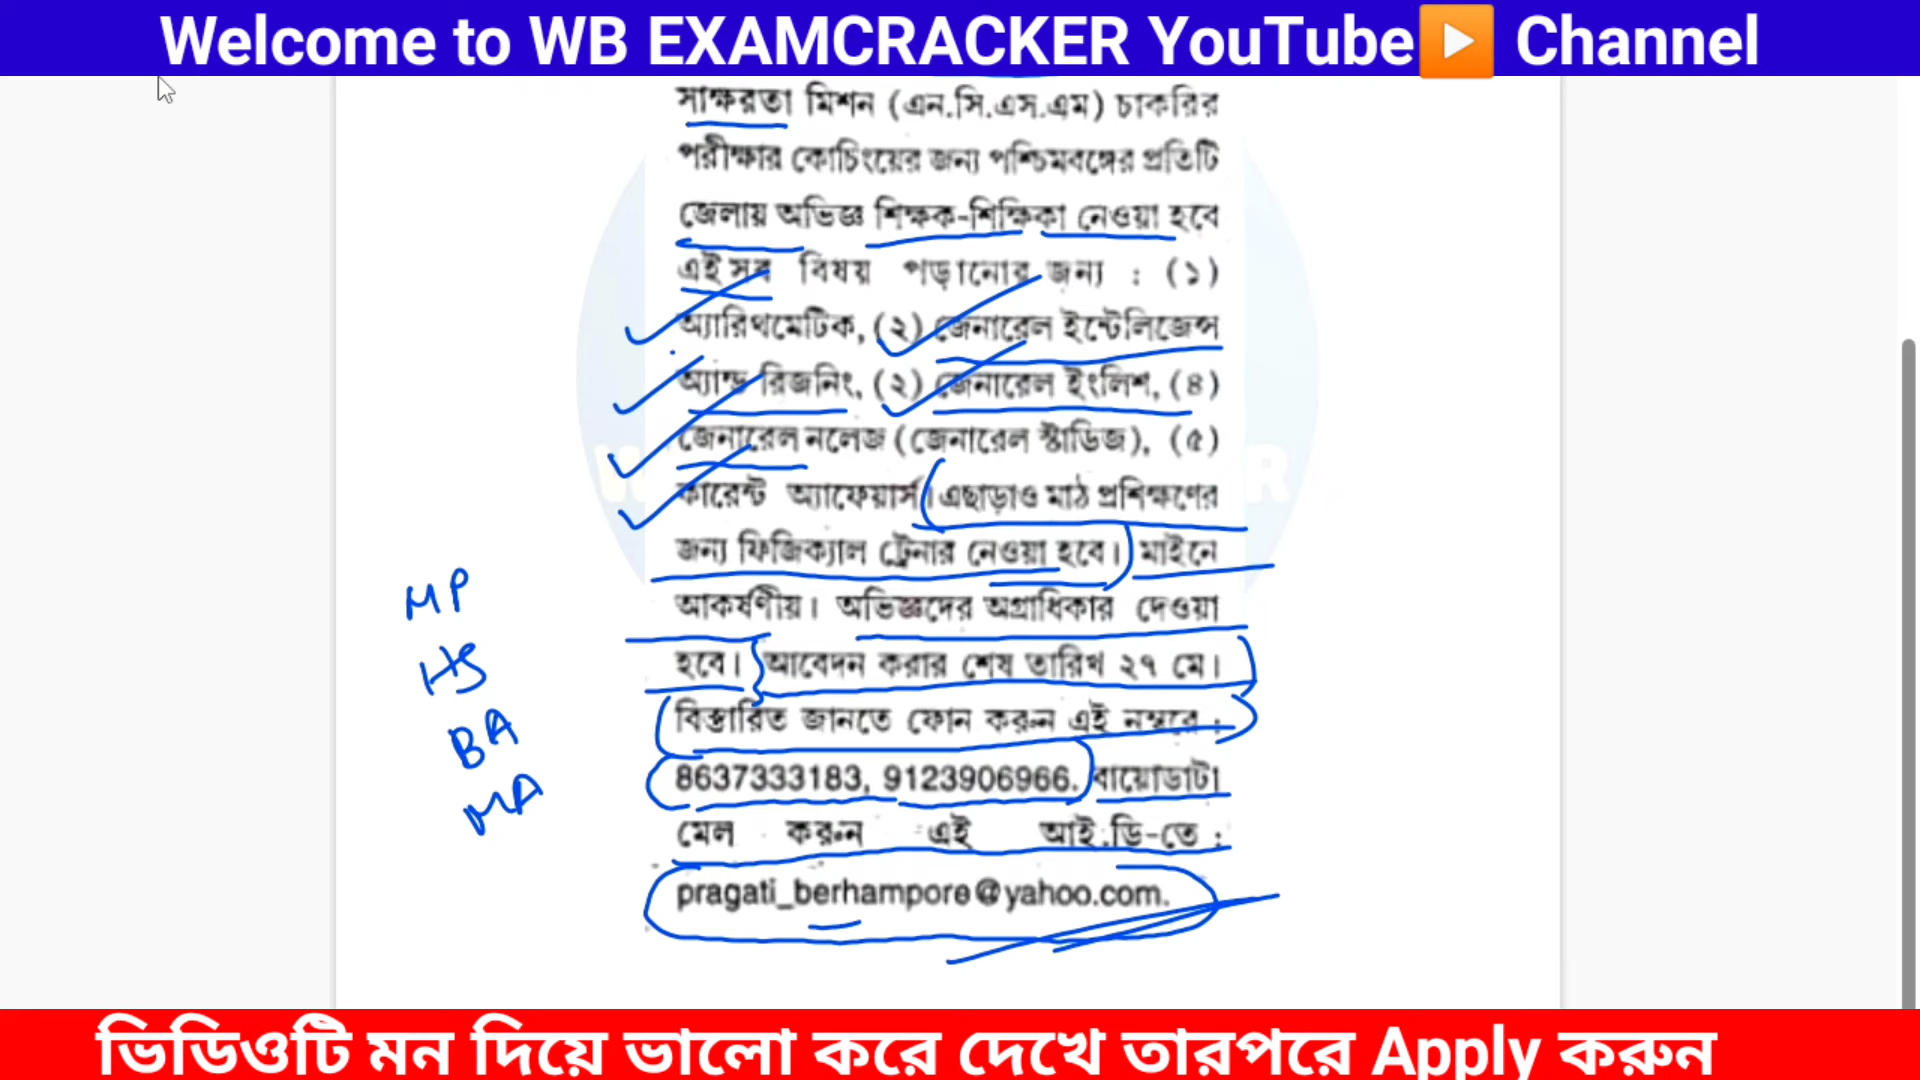 Welcome to WB EXAMCRACKER YouTube Channel
সাক্ষরতা মিশন (এন.সি.এস.এম) চাকরির
পরীক্ষার কোচিংয়ের জন্য পশ্চিমবঙ্গের প্রতিটি
জেলায় অভিজ্ঞ শিক্ষক-শিক্ষিকা নেওয়া হবে
এই সব বিষয় পড়ানোর জন্য : (১)
অ্যারিথমেটিক, (২) জেনারেল ইন্টেলিজেন্স
অ্যান্ড রিজনিং, (২) জেনারেল ইংলিশ, (৪)
জেনারেল নলেজ (জেনারেল স্টাডিজ), (৫)
কারেন্ট অ্যাফেয়ার্স। এছাড়াও মাঠ প্রশিক্ষণের
জন্য ফিজিক্যাল ট্রেনার নেওয়া হবে। মাইনে
আকর্ষণীয়। অভিজ্ঞদের অগ্রাধিকার দেওয়া
হবে। আবেদন করার শেষ তারিখ ২৭ মে।
বিস্তারিত জানতে ফোন করুন এই নম্বরে :
8637333183, 9123906966. বায়োডাটা
মেল করুন এই আই.ডি-তে :
pragati_berhampore@yahoo.com.
MP
HS
BA
MA
ভিডিওটি মন দিয়ে ভালো করে দেখে তারপরে Apply করুন